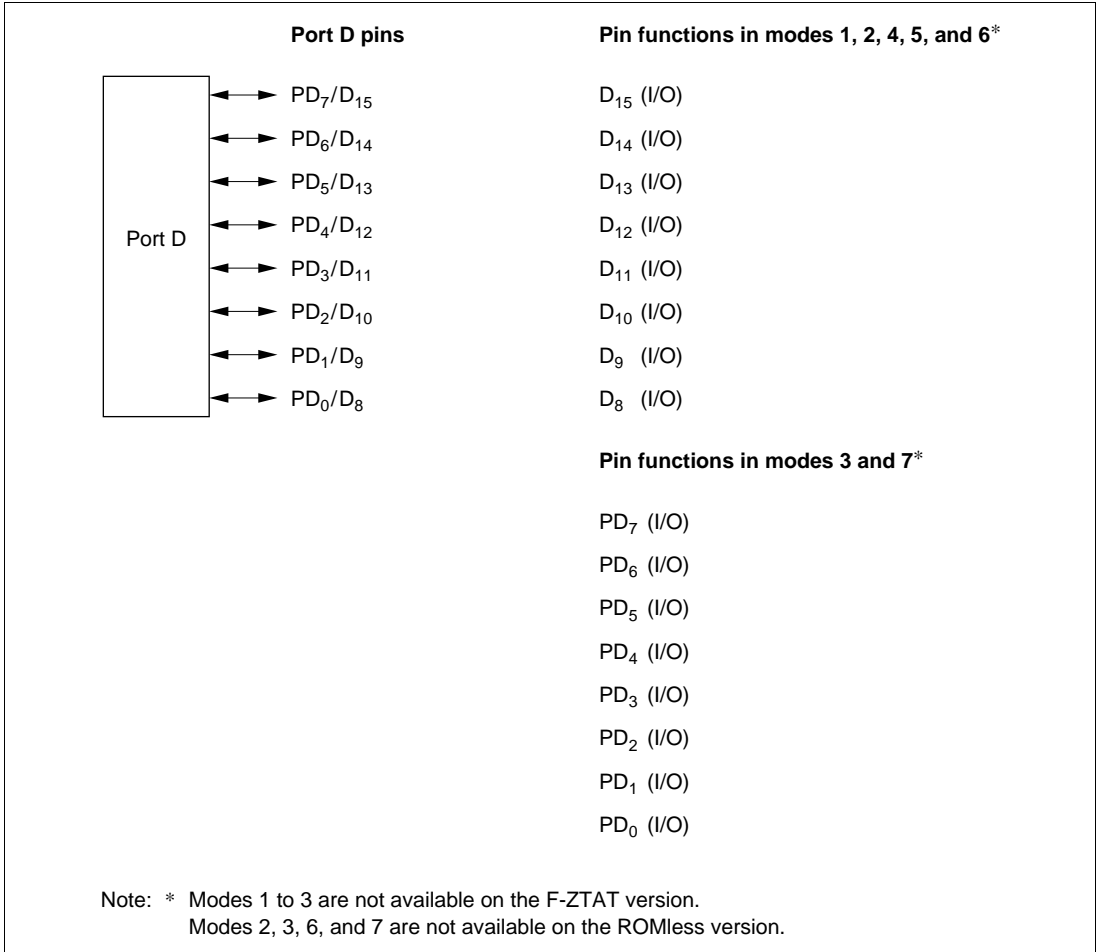 Port D pins Pin functions in modes 1, 2, 4, 5, and 6*
PD₇/D₁₅ D₁₅ (I/O)
PD₆/D₁₄ D₁₄ (I/O)
PD₅/D₁₃ D₁₃ (I/O)
PD₄/D₁₂ D₁₂ (I/O)
Port D
PD₃/D₁₁ D₁₁ (I/O)
PD₂/D₁₀ D₁₀ (I/O)
PD₁/D₉ D₉ (I/O)
PD₀/D₈ D₈ (I/O)
Pin functions in modes 3 and 7*
PD₇ (I/O)
PD₆ (I/O)
PD₅ (I/O)
PD₄ (I/O)
PD₃ (I/O)
PD₂ (I/O)
PD₁ (I/O)
PD₀ (I/O)
Note: * Modes 1 to 3 are not available on the F-ZTAT version.
Modes 2, 3, 6, and 7 are not available on the ROMless version.